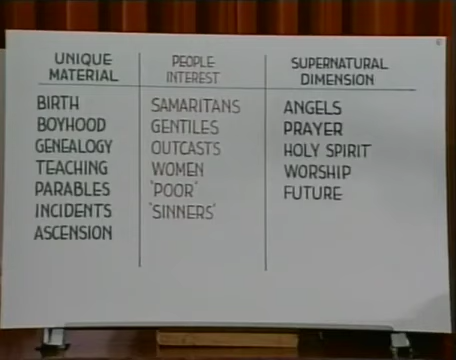 UNIQUE
MATERIAL
BIRTH
BOYHOOD
GENEALOGY
TEACHING
PARABLES
INCIDENTS
ASCENSION
PEOPLE
INTEREST
SAMARITANS
GENTILES
OUTCASTS
WOMEN
'POOR'
'SINNERS'
SUPERNATURAL
DIMENSION
ANGELS
PRAYER
HOLY SPIRIT
WORSHIP
FUTURE